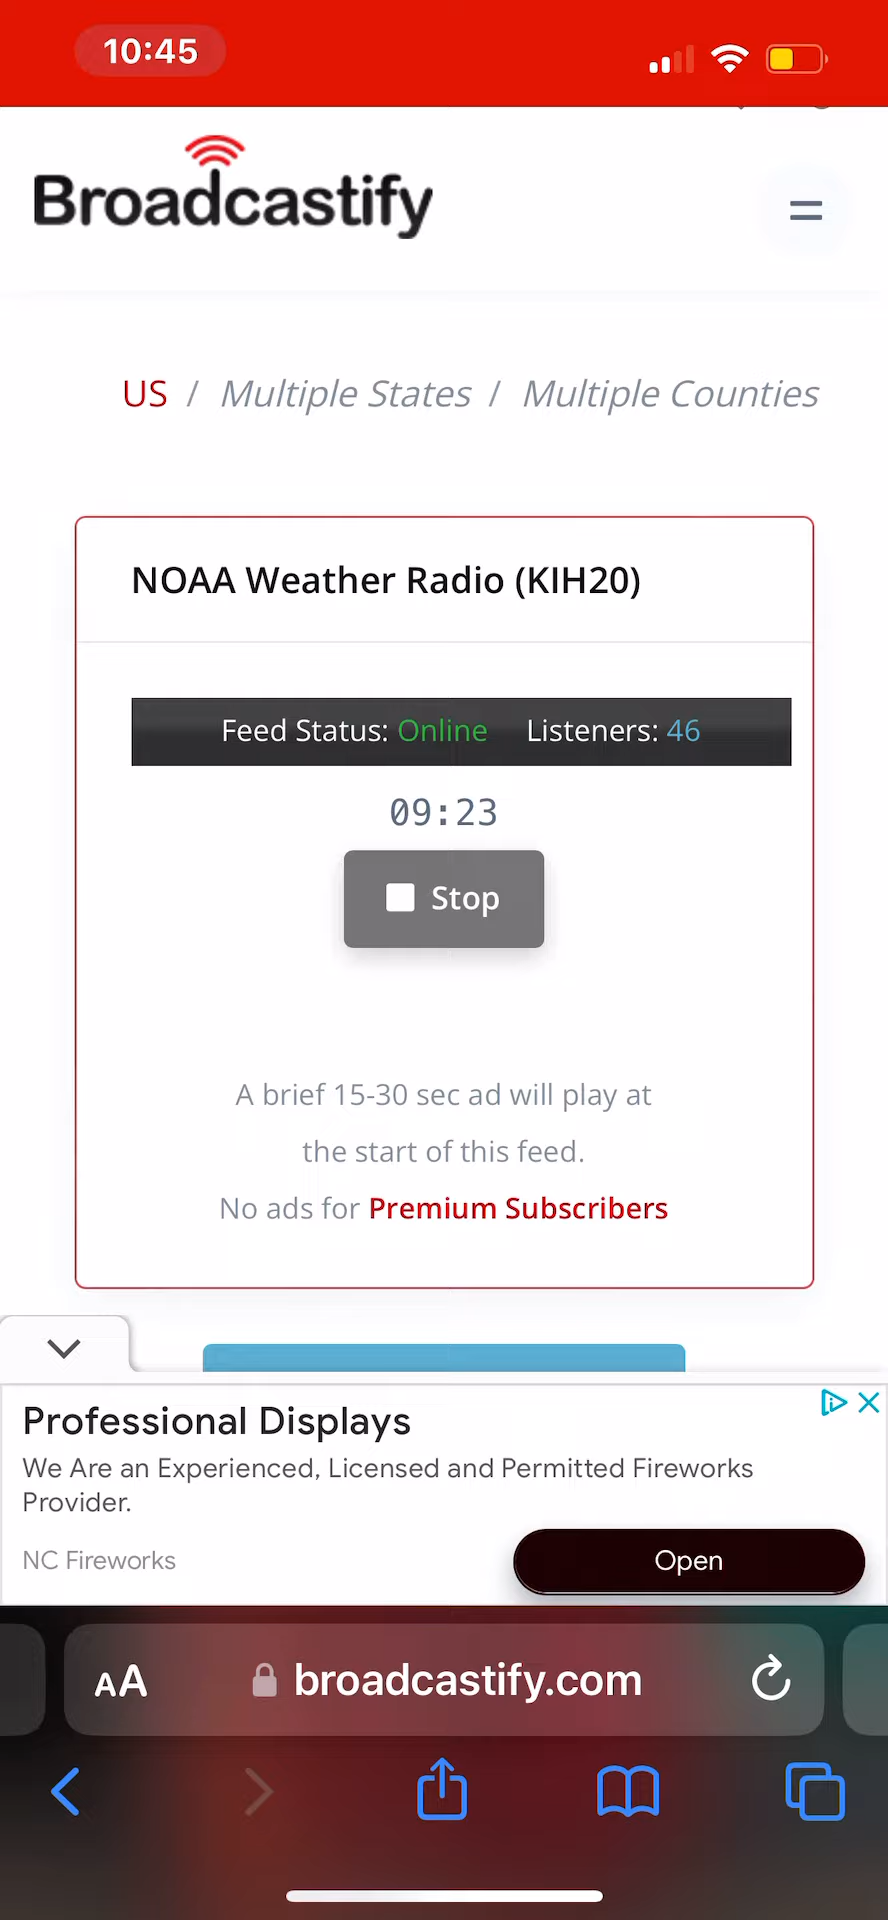 10:45
Broadcastify
US / Multiple States / Multiple Counties
NOAA Weather Radio (KIH20)
Feed Status: Online Listeners: 46
09:23
Stop
A brief 15-30 sec ad will play at
the start of this feed.
No ads for Premium Subscribers
Professional Displays
We Are an Experienced, Licensed and Permitted Fireworks
Provider.
NC Fireworks
Open
AA broadcastify.com